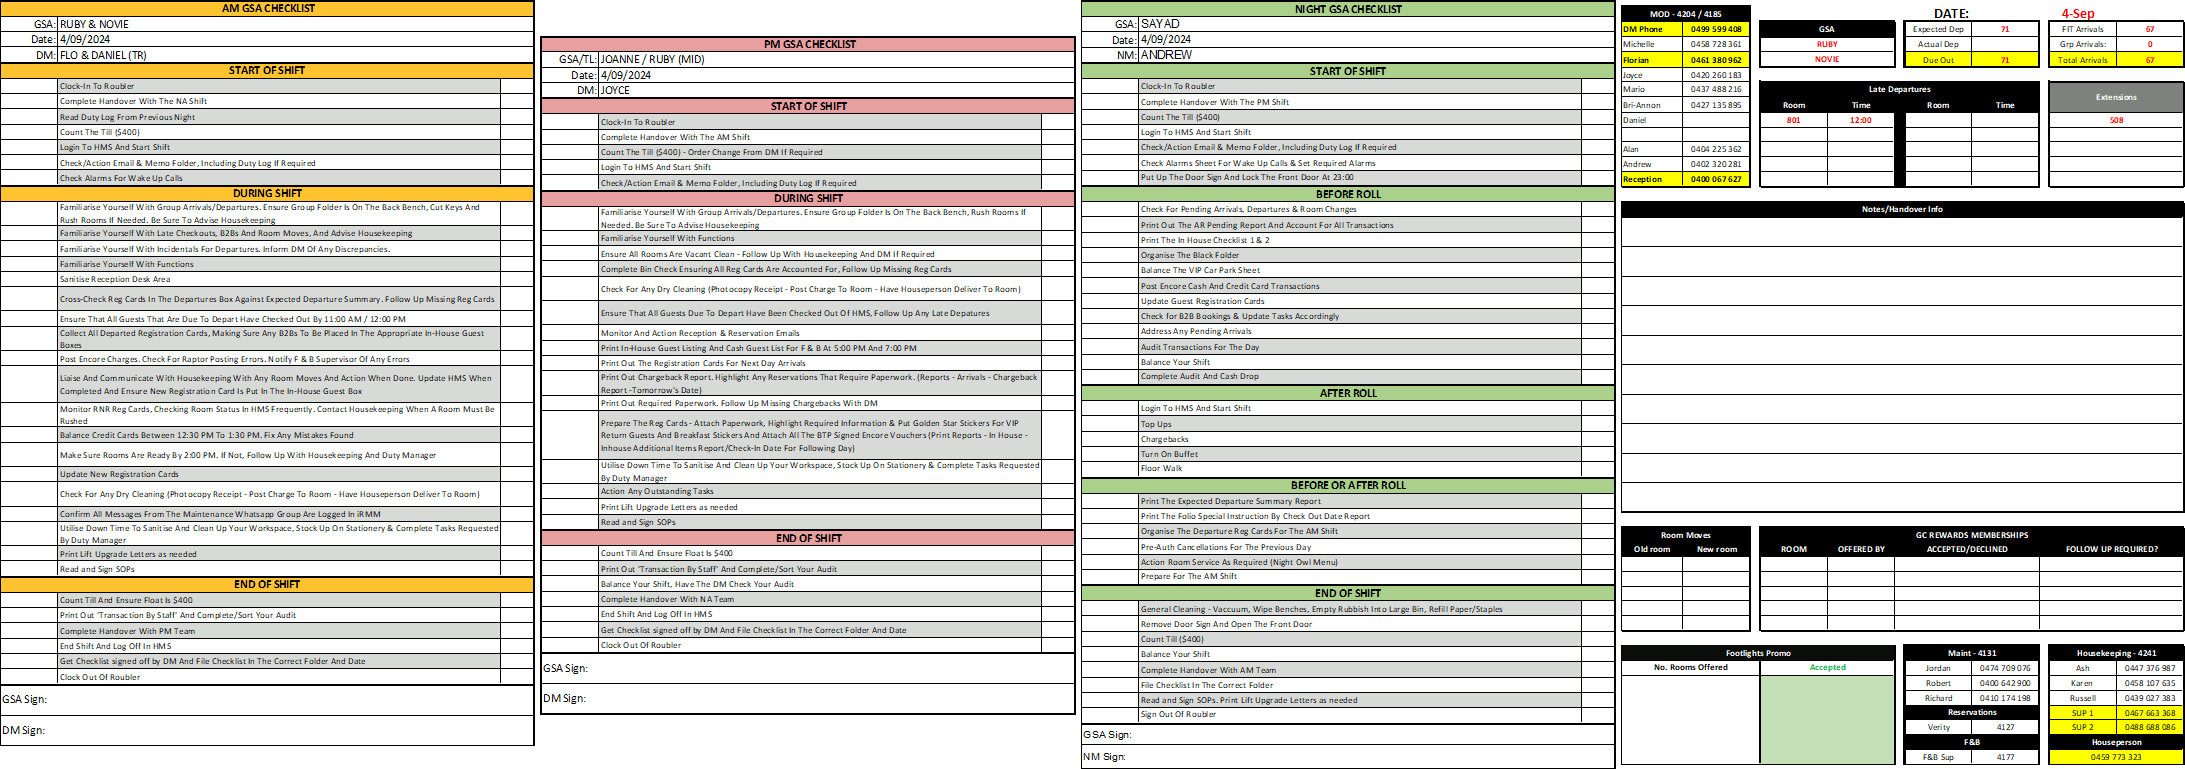 AM GSA CHECKLIST
GSA: RUBY & NOVIE
Date: 4/09/2024
DM: FLO & DANIEL (TR)
START OF SHIFT
Clock-In To Roubler
Complete Handover With The NA Shift
Read Duty Log From Previous Night
Count The Till ($400)
Login To HMS And Start Shift
Check/Action Email & Memo Folder, Including Duty Log If Required
Check Alarms For Wake Up Calls
DURING SHIFT
Familiarise Yourself With Group Arrivals/Departures. Ensure Group Folder Is On The Back Bench, Cut Keys And
Rush Rooms If Needed. Be Sure To Advise Housekeeping
Familiarise Yourself With Late Checkouts, B2Bs And Room Moves, And Advise Housekeeping
Familiarise Yourself With Incidentals For Departures. Inform DM Of Any Discrepancies.
Familiarise Yourself With Functions
Sanitise Reception Desk Area
Cross-Check Reg Cards In The Departures Box Against Expected Departure Summary. Follow Up Missing Reg Cards
Ensure That All Guests That Are Due To Depart Have Checked Out By 11:00 AM / 12:00 PM
Collect All Departed Registration Cards, Making Sure Any B2Bs To Be Placed In The Appropriate In-House Guest
Boxes
Post Encore Charges. Check For Raptor Posting Errors. Notify F & B Supervisor Of Any Errors
Liaise And Communicate With Housekeeping With Any Room Moves And Action When Done. Update HMS When
Completed And Ensure New Registration Card Is Put In The In-House Guest Box
Monitor RNR Reg Cards, Checking Room Status In HMS Frequently. Contact Housekeeping When A Room Must Be
Rushed
Balance Credit Cards Between 12:30 PM To 1:30 PM. Fix Any Mistakes Found
Make Sure Rooms Are Ready By 2:00 PM. If Not, Follow Up With Housekeeping And Duty Manager
Update New Registration Cards
Check For Any Dry Cleaning (Photocopy Receipt - Post Charge To Room - Have Houseperson Deliver To Room)
Confirm All Messages From The Maintenance Whatsapp Group Are Logged In iRMM
Utilise Down Time To Sanitise And Clean Up Your Workspace, Stock Up On Stationery & Complete Tasks Requested
By Duty Manager
Print Lift Upgrade Letters as needed
Read and Sign SOPs
END OF SHIFT
Count Till And Ensure Float Is $400
Print Out 'Transaction By Staff' And Complete/Sort Your Audit
Complete Handover With PM Team
End Shift And Log Off In HMS
Get Checklist signed off by DM And File Checklist In The Correct Folder And Date
Clock Out Of Roubler
GSA Sign:
DM Sign:
PM GSA CHECKLIST
GSA/TL: JOANNE / RUBY (MID)
Date: 4/09/2024
DM: JOYCE
START OF SHIFT
Clock-In To Roubler
Complete Handover With The AM Shift
Count The Till ($400) - Order Change From DM If Required
Login To HMS And Start Shift
Check/Action Email & Memo Folder, Including Duty Log If Required
DURING SHIFT
Familiarise Yourself With Group Arrivals/Departures. Ensure Group Folder Is On The Back Bench, Rush Rooms If
Needed. Be Sure To Advise Housekeeping
Familiarise Yourself With Functions
Ensure All Rooms Are Vacant Clean - Follow Up With Housekeeping And DM If Required
Complete Bin Check Ensuring All Reg Cards Are Accounted For, Follow Up Missing Reg Cards
Check For Any Dry Cleaning (Photocopy Receipt - Post Charge To Room - Have Houseperson Deliver To Room)
Ensure That All Guests Due To Depart Have Been Checked Out Of HMS, Follow Up Any Late Depatures
Monitor And Action Reception & Reservation Emails
Print In-House Guest Listing And Cash Guest List For F & B At 5:00 PM And 7:00 PM
Print Out The Registration Cards For Next Day Arrivals
Print Out Chargeback Report. Highlight Any Reservations That Require Paperwork. (Reports - Arrivals - Chargeback
Report -Tomorrow's Date)
Print Out Required Paperwork. Follow Up Missing Chargebacks With DM
Prepare The Reg Cards - Attach Paperwork, Highlight Required Information & Put Golden Star Stickers For VIP
Return Guests And Breakfast Stickers And Attach All The BTP Signed Encore Vouchers (Print Reports - In House -
Inhouse Additional Items Report/Check-In Date For Following Day)
Utilise Down Time To Sanitise And Clean Up Your Workspace, Stock Up On Stationery & Complete Tasks Requested
By Duty Manager
Action Any Outstanding Tasks
Print Lift Upgrade Letters as needed
Read and Sign SOPs
END OF SHIFT
Count Till And Ensure Float Is $400
Print Out 'Transaction By Staff' And Complete/Sort Your Audit
Balance Your Shift, Have The DM Check Your Audit
Complete Handover With NA Team
End Shift And Log Off In HMS
Get Checklist signed off by DM And File Checklist In The Correct Folder And Date
Clock Out Of Roubler
GSA Sign:
DM Sign:
NIGHT GSA CHECKLIST
GSA: SAYAD
Date: 4/09/2024
NM: ANDREW
START OF SHIFT
Clock-In To Roubler
Complete Handover With The PM Shift
Count The Till ($400)
Login To HMS And Start Shift
Check/Action Email & Memo Folder, Including Duty Log If Required
Check Alarms Sheet For Wake Up Calls & Set Required Alarms
Put Up The Door Sign And Lock The Front Door At 23:00
BEFORE ROLL
Check For Pending Arrivals, Departures & Room Changes
Print Out The AR Pending Report And Account For All Transactions
Print The In House Checklist 1 & 2
Organise The Black Folder
Balance The VIP Car Park Sheet
Post Encore Cash And Credit Card Transactions
Update Guest Registration Cards
Check for B2B Bookings & Update Tasks Accordingly
Address Any Pending Arrivals
Audit Transactions For The Day
Balance Your Shift
Complete Audit And Cash Drop
AFTER ROLL
Login To HMS And Start Shift
Top Ups
Chargebacks
Turn On Buffet
Floor Walk
BEFORE OR AFTER ROLL
Print The Expected Departure Summary Report
Print The Folio Special Instruction By Check Out Date Report
Organise The Departure Reg Cards For The AM Shift
Pre-Auth Cancellations For The Previous Day
Action Room Service As Required (Night Owl Menu)
Prepare For The AM Shift
END OF SHIFT
General Cleaning - Vaccuum, Wipe Benches, Empty Rubbish Into Large Bin, Refill Paper/Staples
Remove Door Sign And Open The Front Door
Count Till ($400)
Balance Your Shift
Complete Handover With AM Team
File Checklist In The Correct Folder
Read and Sign SOPs. Print Lift Upgrade Letters as needed
Sign Out Of Roubler
GSA Sign:
NM Sign:
MOD - 4204 / 4185
DM Phone 0499 599 408
Michelle 0458 728 361
Florian 0461 380 962
Joyce 0420 260 183
Mario 0437 488 216
Bri-Annon 0427 135 895
Daniel
Alan 0404 225 362
Andrew 0402 320 281
Reception 0400 067 627
DATE: 4-Sep
GSA
RUBY
NOVIE
Expected Dep 71
Actual Dep
Due Out 71
FIT Arrivals 67
Grp Arrivals: 0
Total Arrivals 67
Late Departures
Room Time Room Time
801 12:00
Extensions
508
Notes/Handover Info
Room Moves
Old room New room
GC REWARDS MEMBERSHIPS
ROOM OFFERED BY ACCEPTED/DECLINED FOLLOW UP REQUIRED?
Footlights Promo
No. Rooms Offered Accepted
Maint - 4131
Jordan 0474 709 076
Robert 0400 642 900
Richard 0410 174 198
Reservations
Verity 4127
F&B
F&B Sup 4177
Housekeeping - 4241
Ash 0447 376 987
Karen 0458 107 635
Russell 0439 027 383
SUP 1 0467 663 368
SUP 2 0488 688 086
Houseperson
0459 773 323